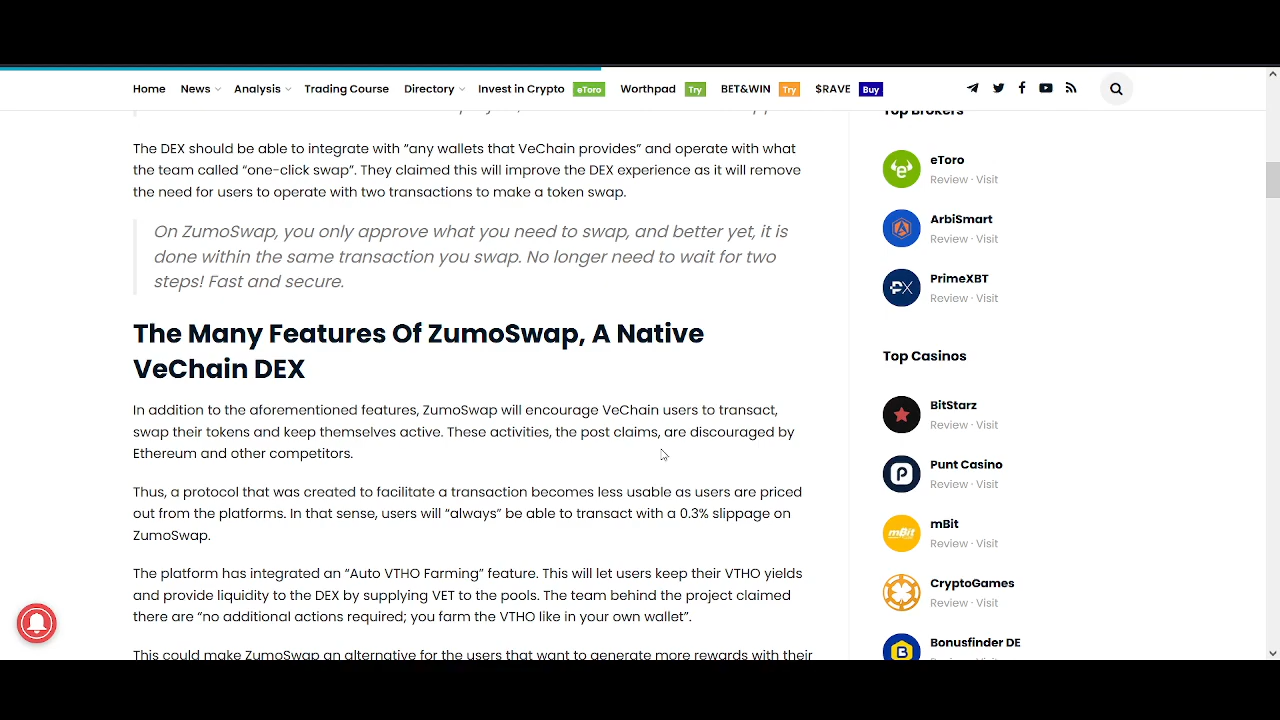 Home News Analysis Trading Course Directory Invest in Crypto eToro Worthpad Try BET&WIN Try $RAVE Buy
The DEX should be able to integrate with “any wallets that VeChain provides” and operate with what
the team called “one-click swap”. They claimed this will improve the DEX experience as it will remove
the need for users to operate with two transactions to make a token swap.
On ZumoSwap, you only approve what you need to swap, and better yet, it is
done within the same transaction you swap. No longer need to wait for two
steps! Fast and secure.
The Many Features Of ZumoSwap, A Native
VeChain DEX
In addition to the aforementioned features, ZumoSwap will encourage VeChain users to transact,
swap their tokens and keep themselves active. These activities, the post claims, are discouraged by
Ethereum and other competitors.
Thus, a protocol that was created to facilitate a transaction becomes less usable as users are priced
out from the platforms. In that sense, users will “always” be able to transact with a 0.3% slippage on
ZumoSwap.
The platform has integrated an “Auto VTHO Farming” feature. This will let users keep their VTHO yields
and provide liquidity to the DEX by supplying VET to the pools. The team behind the project claimed
there are “no additional actions required; you farm the VTHO like in your own wallet”.
This could make ZumoSwap an alternative for the users that want to generate more rewards with their
Top Brokers
eToro
Review · Visit
ArbiSmart
Review · Visit
PrimeXBT
Review · Visit
Top Casinos
BitStarz
Review · Visit
Punt Casino
Review · Visit
mBit
mBit
Review · Visit
CryptoGames
Review · Visit
Bonusfinder DE